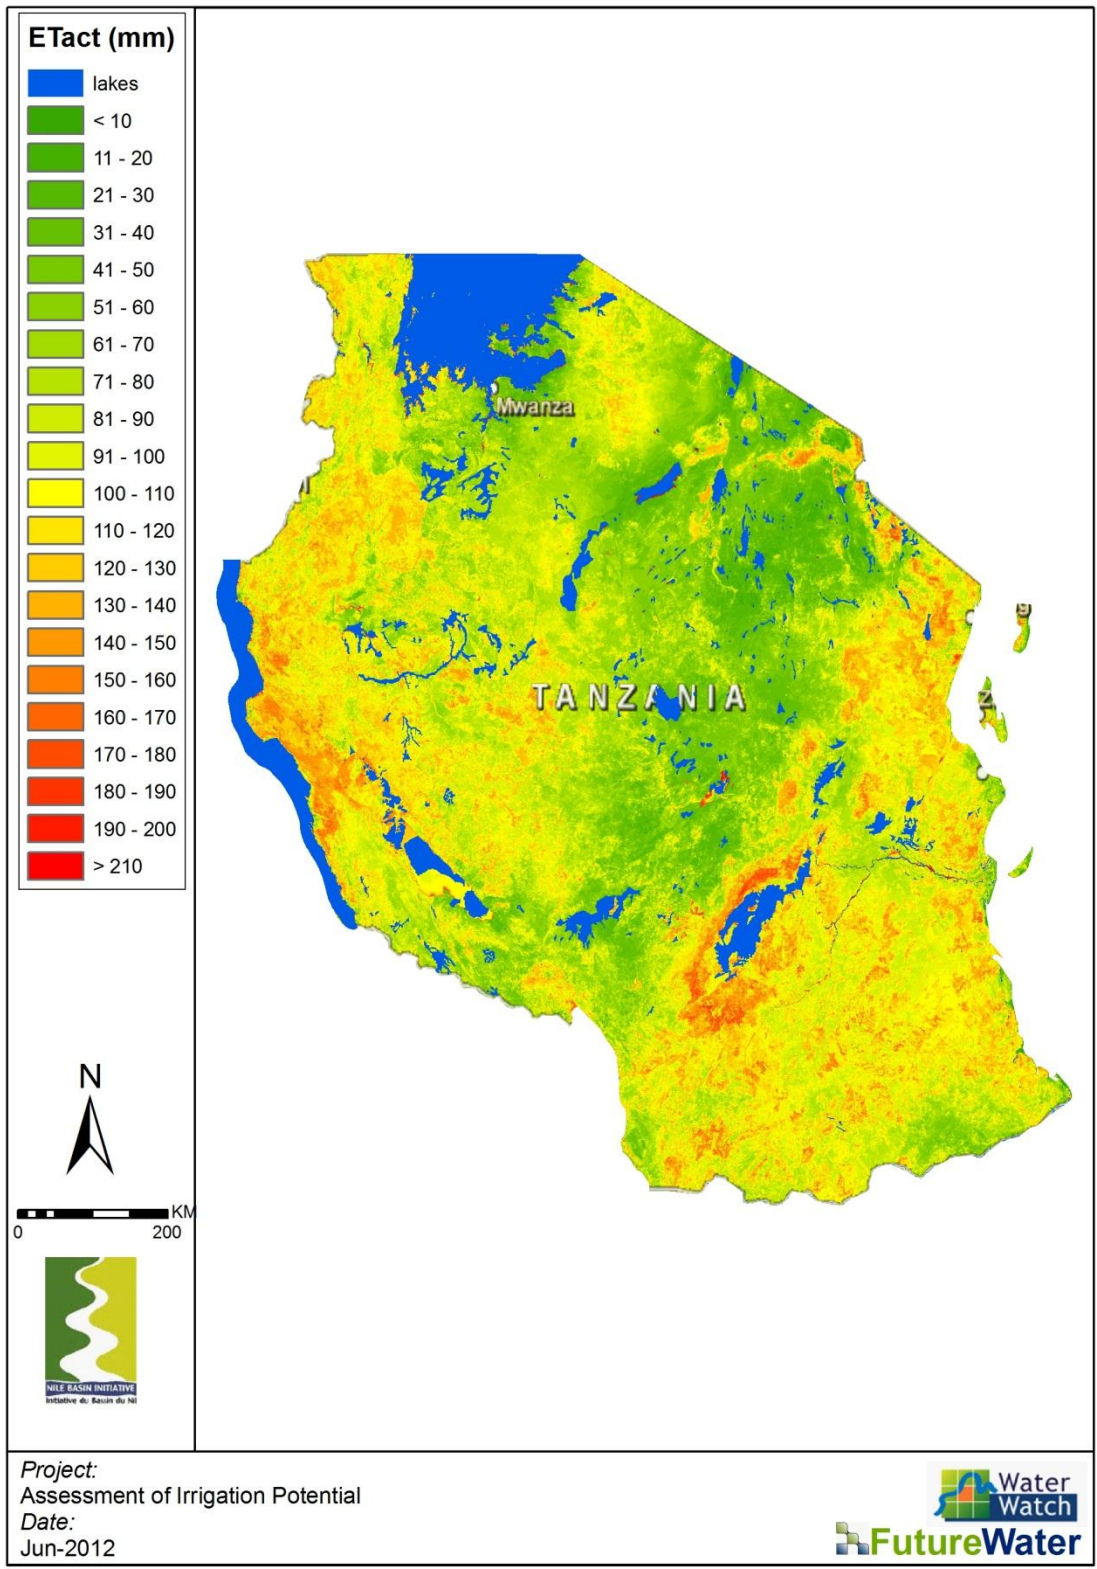 ETact (mm)
lakes
< 10
11 - 20
21 - 30
31 - 40
41 - 50
51 - 60
61 - 70
71 - 80
81 - 90
91 - 100
100 - 110
110 - 120
120 - 130
130 - 140
140 - 150
150 - 160
160 - 170
170 - 180
180 - 190
190 - 200
> 210
Mwanza
TANZANIA
N
KM
0 200
NILE BASIN INITIATIVE
Initiative du Bassin du Nil
Project:
Assessment of Irrigation Potential
Date:
Jun-2012
Water
Watch
FutureWater